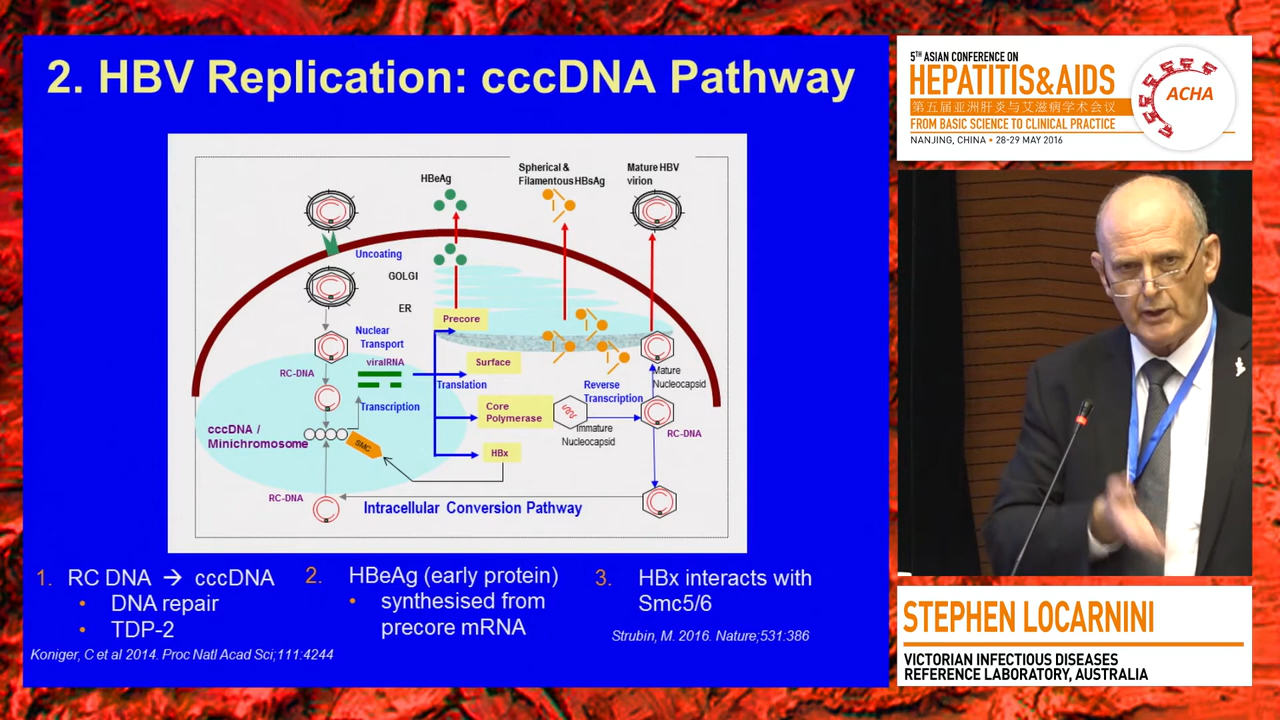 2. HBV Replication: cccDNA Pathway
HBeAg
Spherical &
Filamentous HBsAg
Mature HBV
virion
Uncoating
GOLGI
ER
Precore
Nuclear
Transport
viralRNA
RC-DNA
Surface
Translation
Transcription
Reverse
Transcription
Mature
Nucleocapsid
Core
Polymerase
Immature
Nucleocapsid
RC-DNA
cccDNA /
Minichromosome
SMC
HBx
RC-DNA
Intracellular Conversion Pathway
1. RC DNA → cccDNA
• DNA repair
• TDP-2
Koniger, C et al 2014. Proc Natl Acad Sci;111:4244
2. HBeAg (early protein)
• synthesised from
precore mRNA
3. HBx interacts with
Smc5/6
Strubin, M. 2016. Nature;531:386
5TH ASIAN CONFERENCE ON
HEPATITIS&AIDS
第五届亚洲肝炎与艾滋病学术会议
FROM BASIC SCIENCE TO CLINICAL PRACTICE
NANJING, CHINA • 28-29 MAY 2016
ACHA
STEPHEN LOCARNINI
VICTORIAN INFECTIOUS DISEASES
REFERENCE LABORATORY, AUSTRALIA